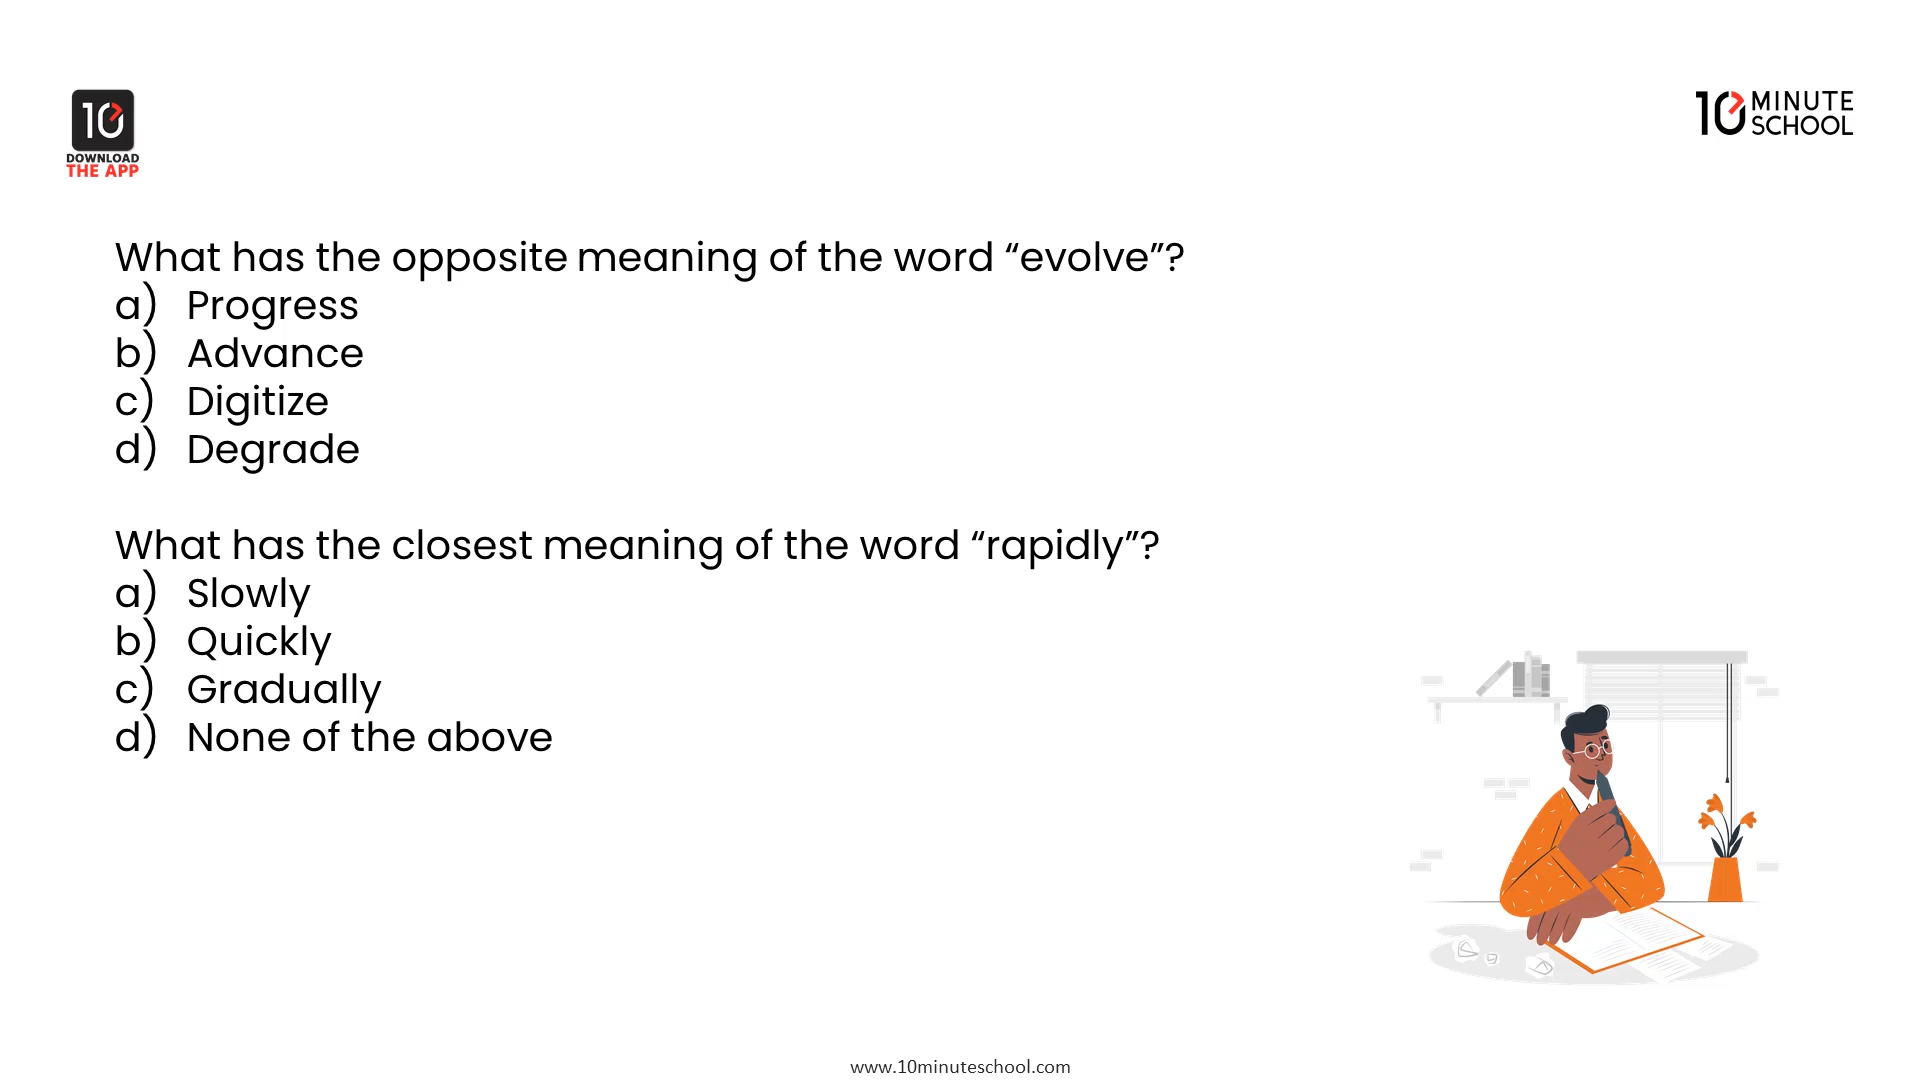 10
DOWNLOAD
THE APP
10 MINUTE
SCHOOL
What has the opposite meaning of the word “evolve”?
a) Progress
b) Advance
c) Digitize
d) Degrade
What has the closest meaning of the word “rapidly”?
a) Slowly
b) Quickly
c) Gradually
d) None of the above
www.10minuteschool.com